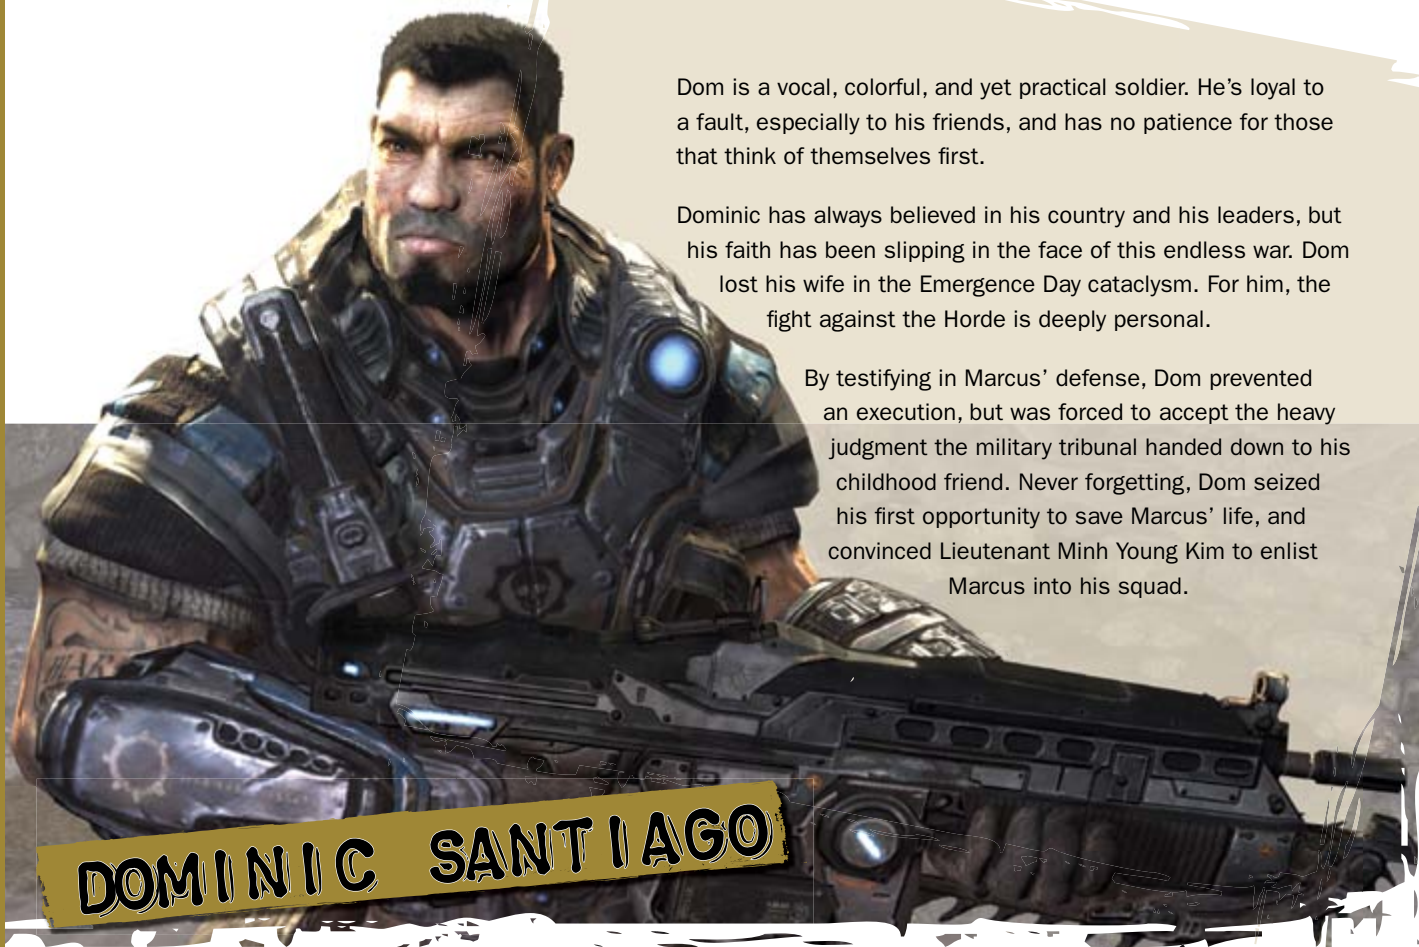 Dom is a vocal, colorful, and yet practical soldier. He’s loyal to
a fault, especially to his friends, and has no patience for those
that think of themselves first.
Dominic has always believed in his country and his leaders, but
his faith has been slipping in the face of this endless war. Dom
lost his wife in the Emergence Day cataclysm. For him, the
fight against the Horde is deeply personal.
By testifying in Marcus’ defense, Dom prevented
an execution, but was forced to accept the heavy
judgment the military tribunal handed down to his
childhood friend. Never forgetting, Dom seized
his first opportunity to save Marcus’ life, and
convinced Lieutenant Minh Young Kim to enlist
Marcus into his squad.
DOMINIC SANTIAGO